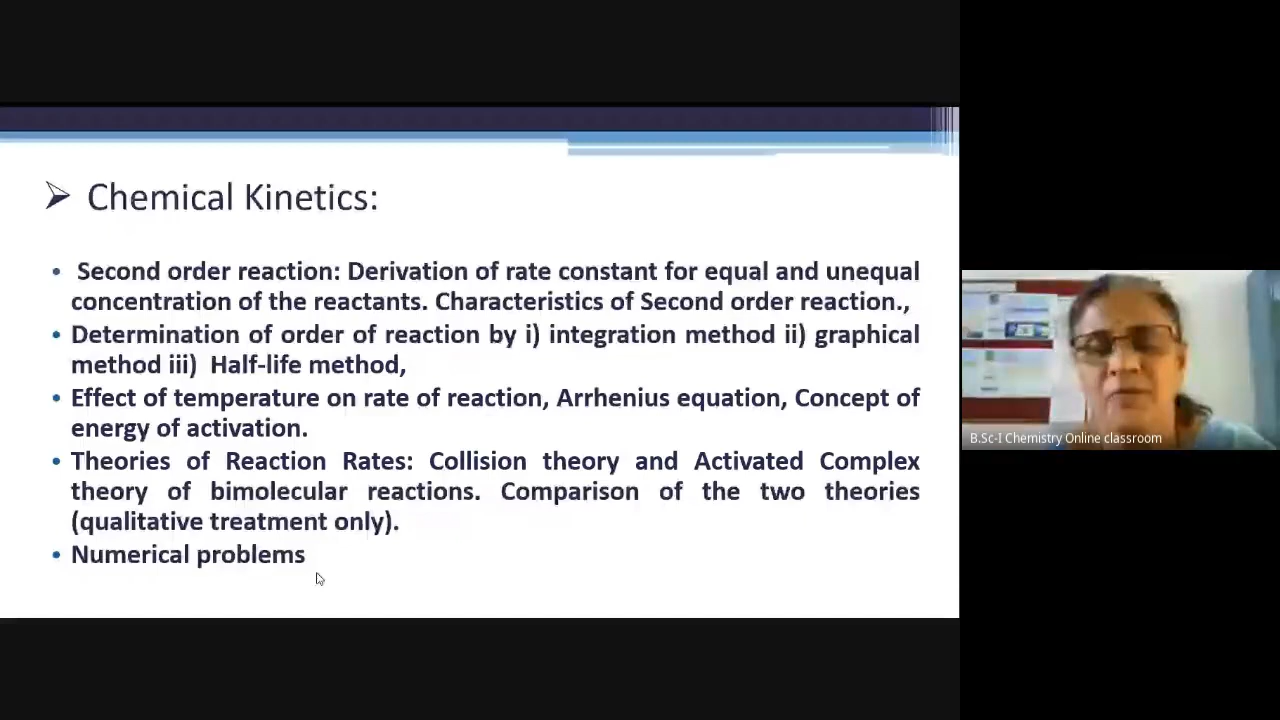 ➢ Chemical Kinetics:
• Second order reaction: Derivation of rate constant for equal and unequal
concentration of the reactants. Characteristics of Second order reaction.,
• Determination of order of reaction by i) integration method ii) graphical
method iii) Half-life method,
• Effect of temperature on rate of reaction, Arrhenius equation, Concept of
energy of activation.
• Theories of Reaction Rates: Collision theory and Activated Complex
theory of bimolecular reactions. Comparison of the two theories
(qualitative treatment only).
• Numerical problems
B.Sc-I Chemistry Online classroom